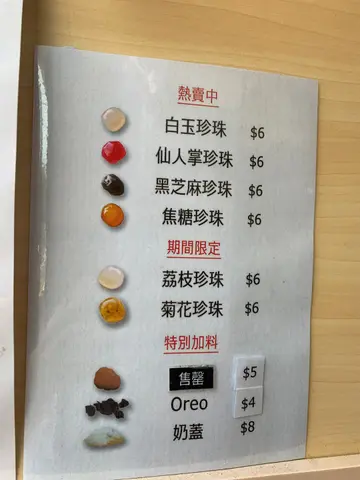 熱賣中
白玉珍珠 $6
仙人掌珍珠 $6
黑芝麻珍珠 $6
焦糖珍珠 $6
期間限定
荔枝珍珠 $6
菊花珍珠 $6
特別加料
售罄 $5
Oreo $4
奶蓋 $8